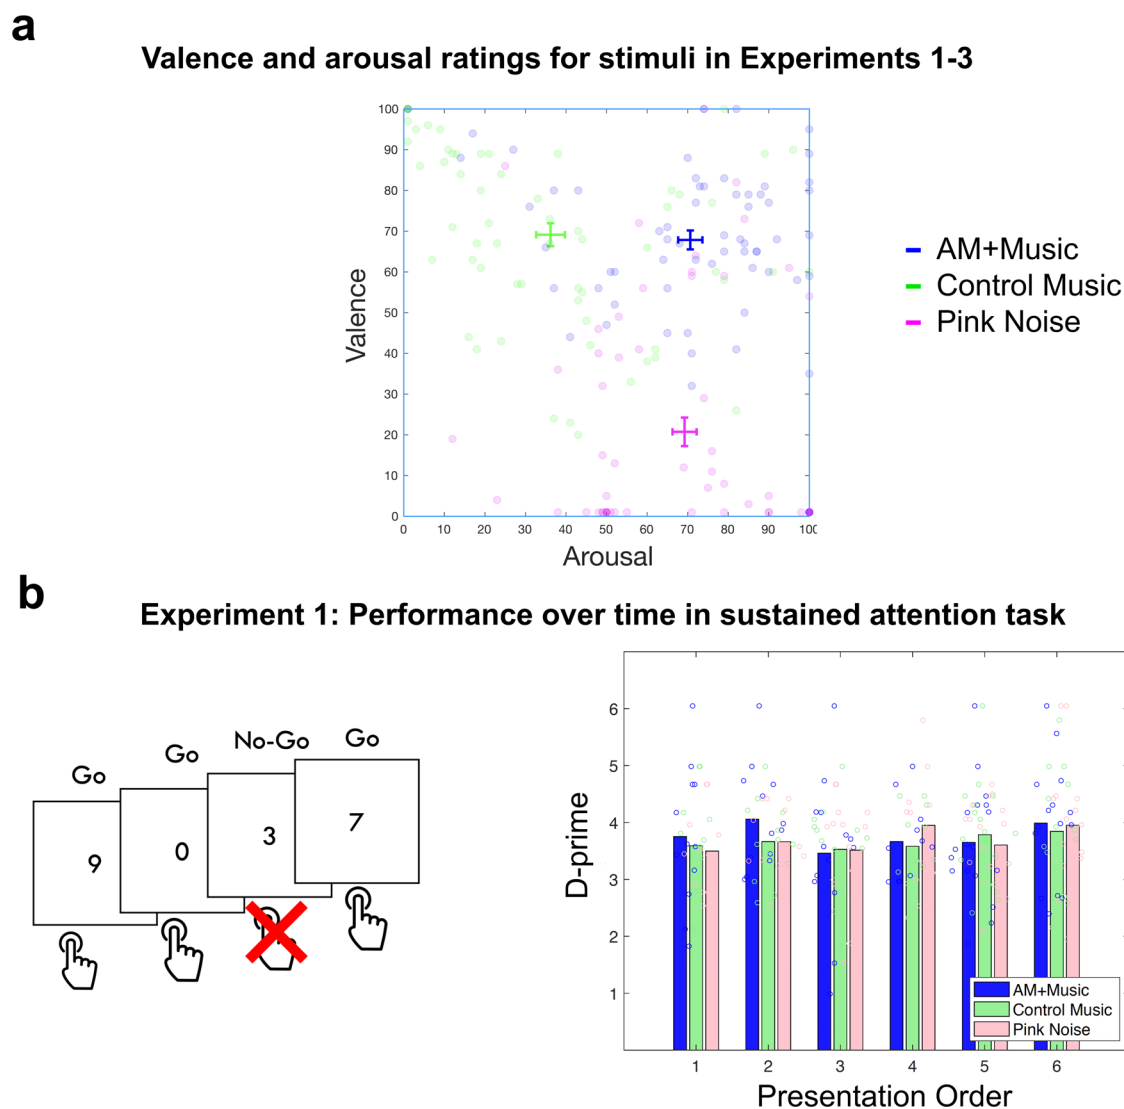 a
Valence and arousal ratings for stimuli in Experiments 1-3
100
90
80
70
60
50
40
30
20
10
0
Valence
0 10 20 30 40 50 60 70 80 90 100
Arousal
AM+Music
Control Music
Pink Noise
b
Experiment 1: Performance over time in sustained attention task
Go
Go
No-Go
Go
9
0
3
7
6
5
4
3
2
1
D-prime
AM+Music
Control Music
Pink Noise
1 2 3 4 5 6
Presentation Order